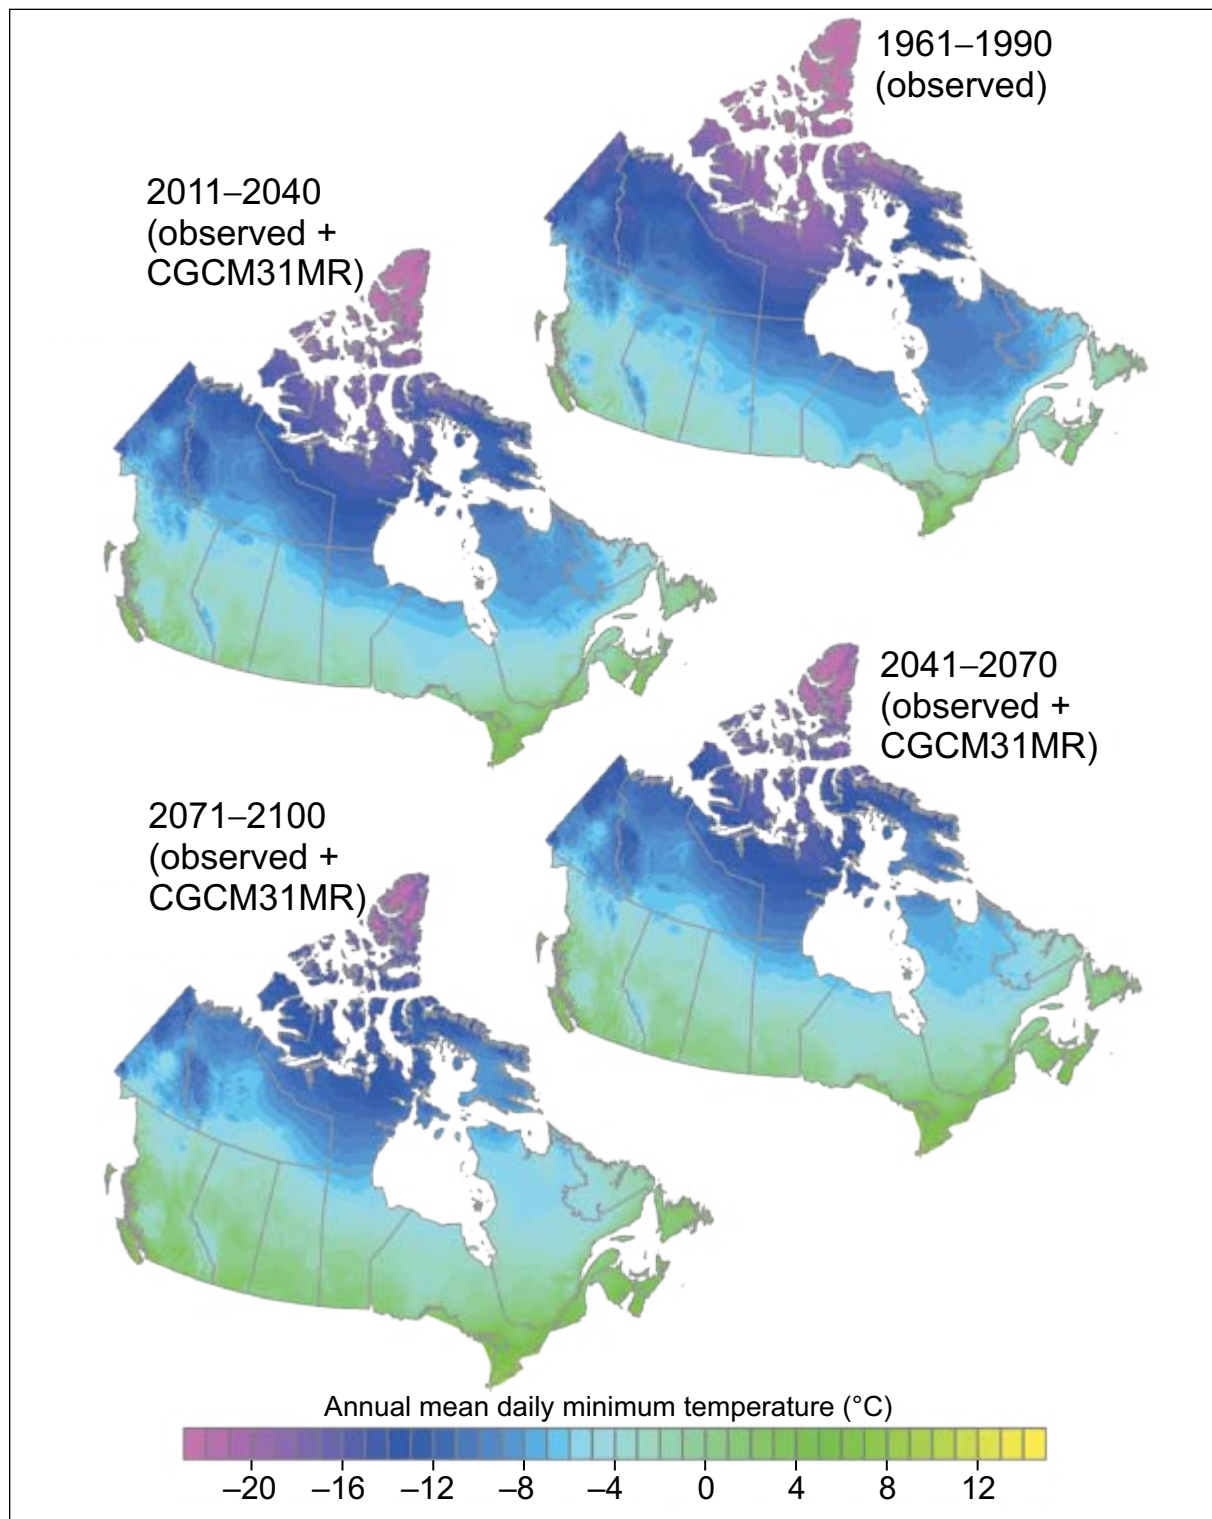 1961–1990
(observed)
2011–2040
(observed +
CGCM31MR)
2041–2070
(observed +
CGCM31MR)
2071–2100
(observed +
CGCM31MR)
Annual mean daily minimum temperature (°C)
–20 –16 –12 –8 –4 0 4 8 12